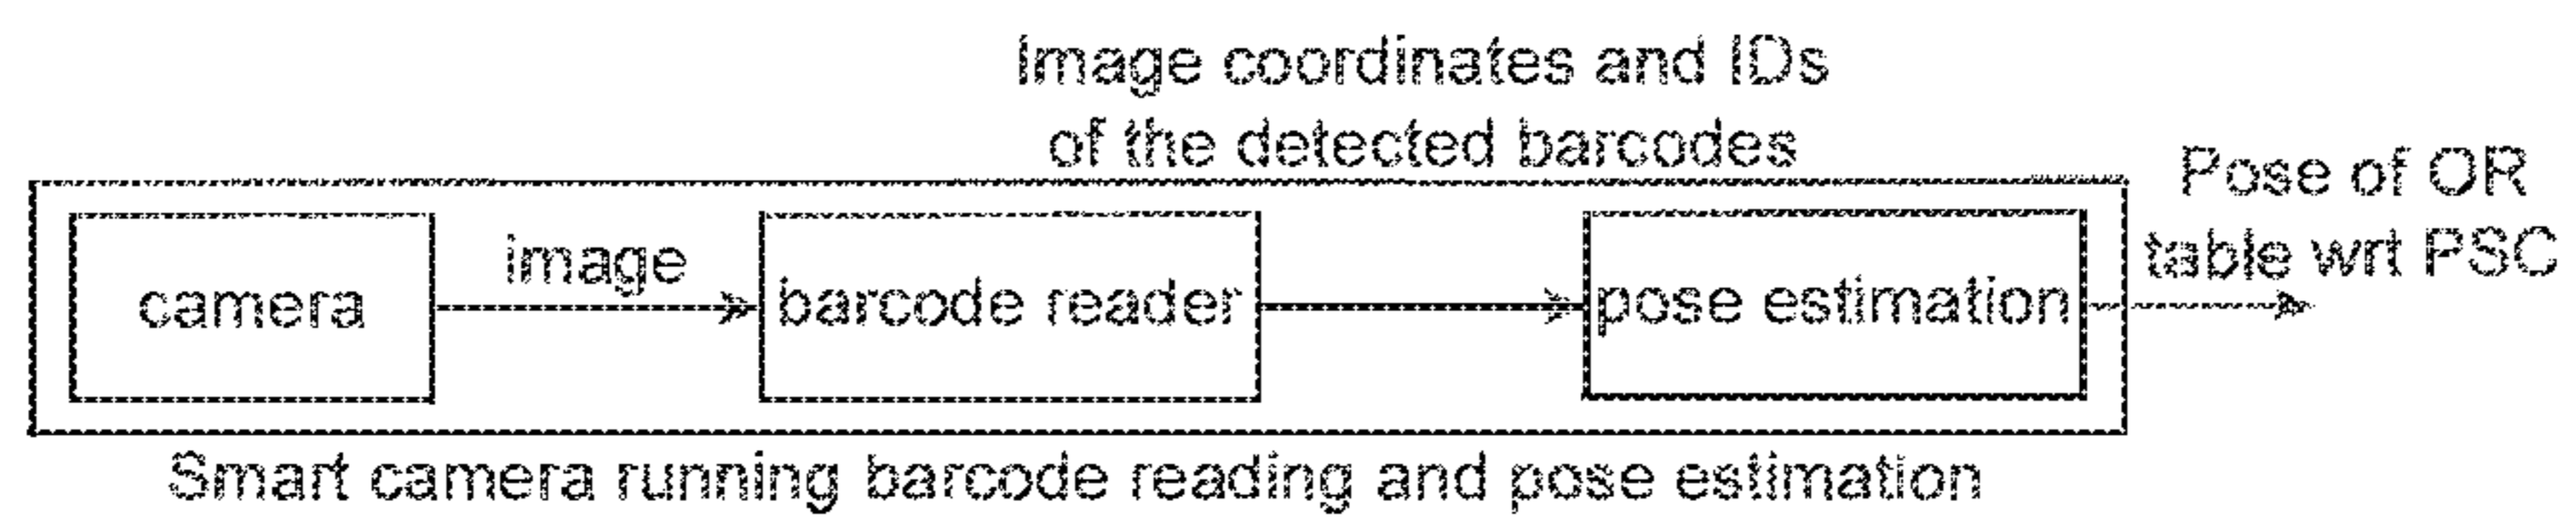 Image coordinates and IDs
of the detected barcodes
Pose of OR
table wrt PSC
camera
image
barcode reader
pose estimation
Smart camera running barcode reading and pose estimation